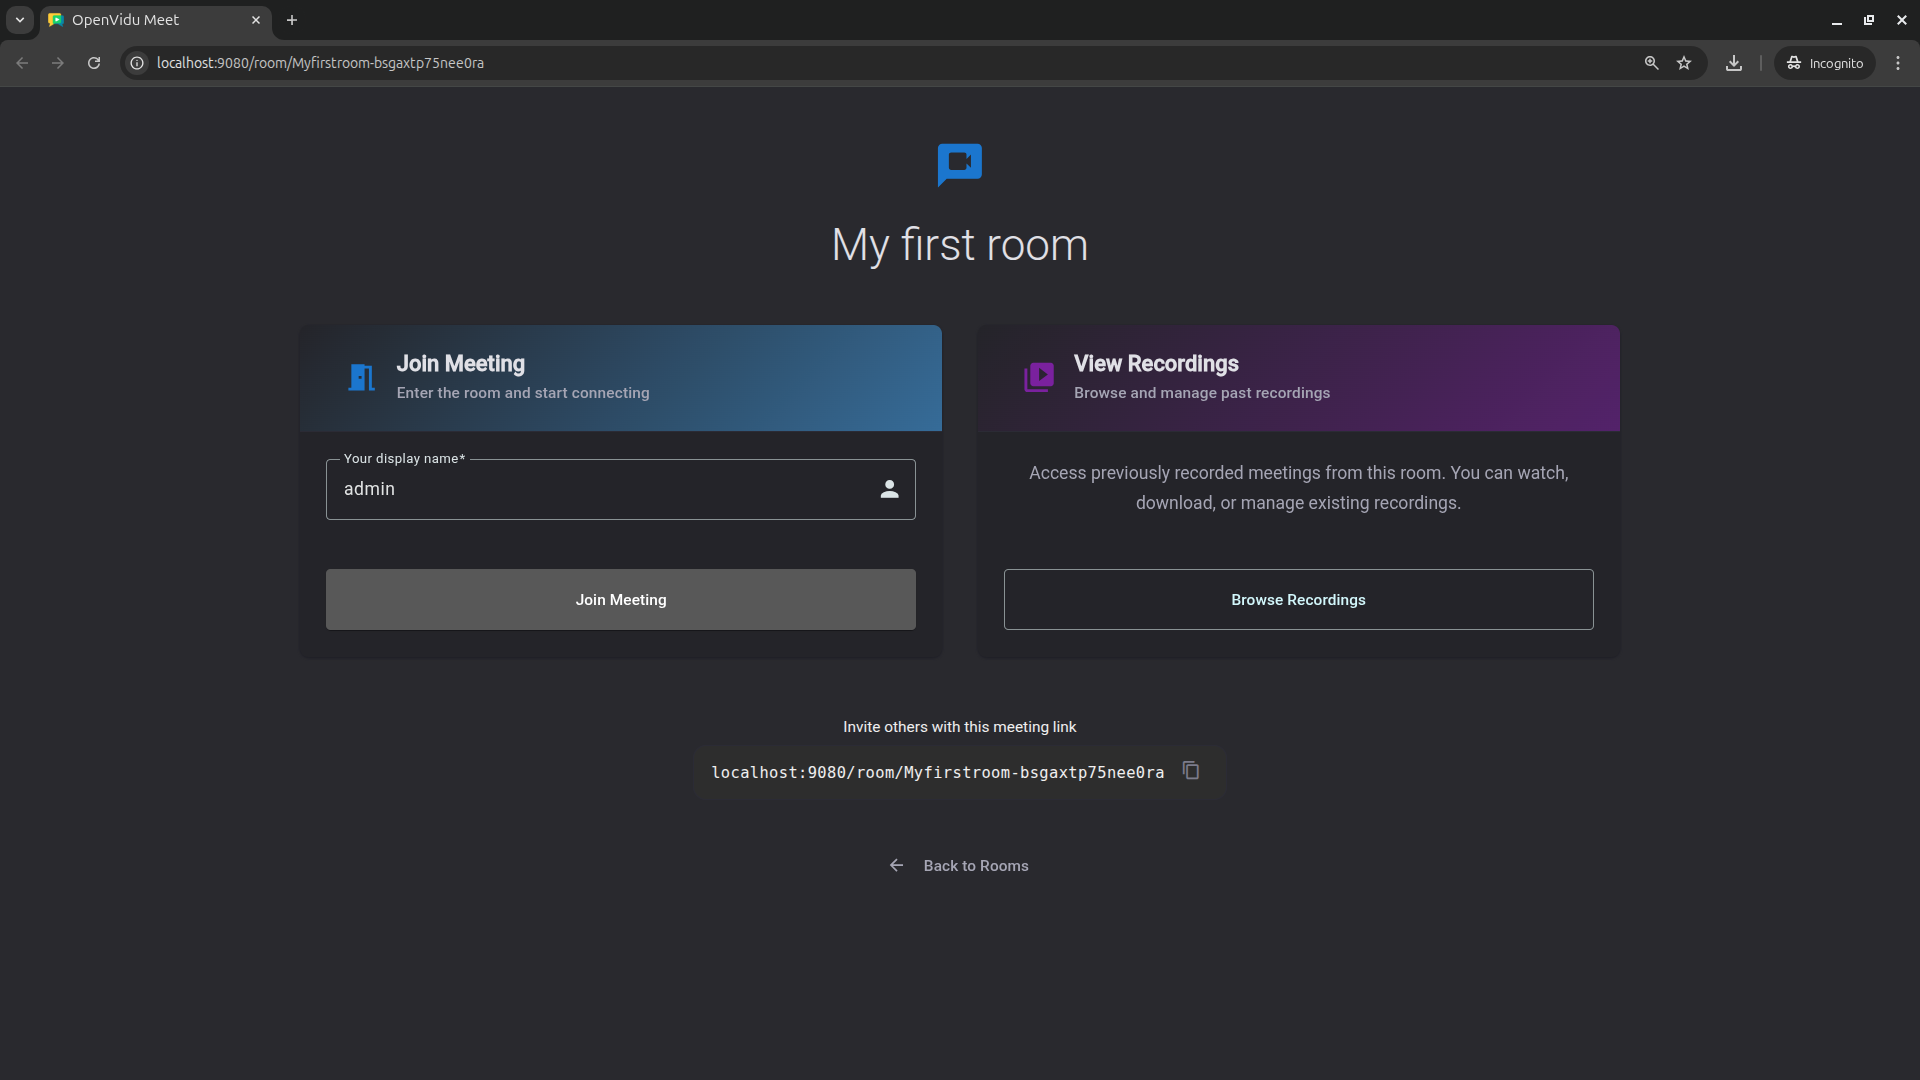 OpenVidu Meet
localhost:9080/room/Myfirstroom-bsgaxtp75nee0ra
Incognito
My first room
Join Meeting
Enter the room and start connecting
Your display name*
admin
Join Meeting
View Recordings
Browse and manage past recordings
Access previously recorded meetings from this room. You can watch,
download, or manage existing recordings.
Browse Recordings
Invite others with this meeting link
localhost:9080/room/Myfirstroom-bsgaxtp75nee0ra
Back to Rooms